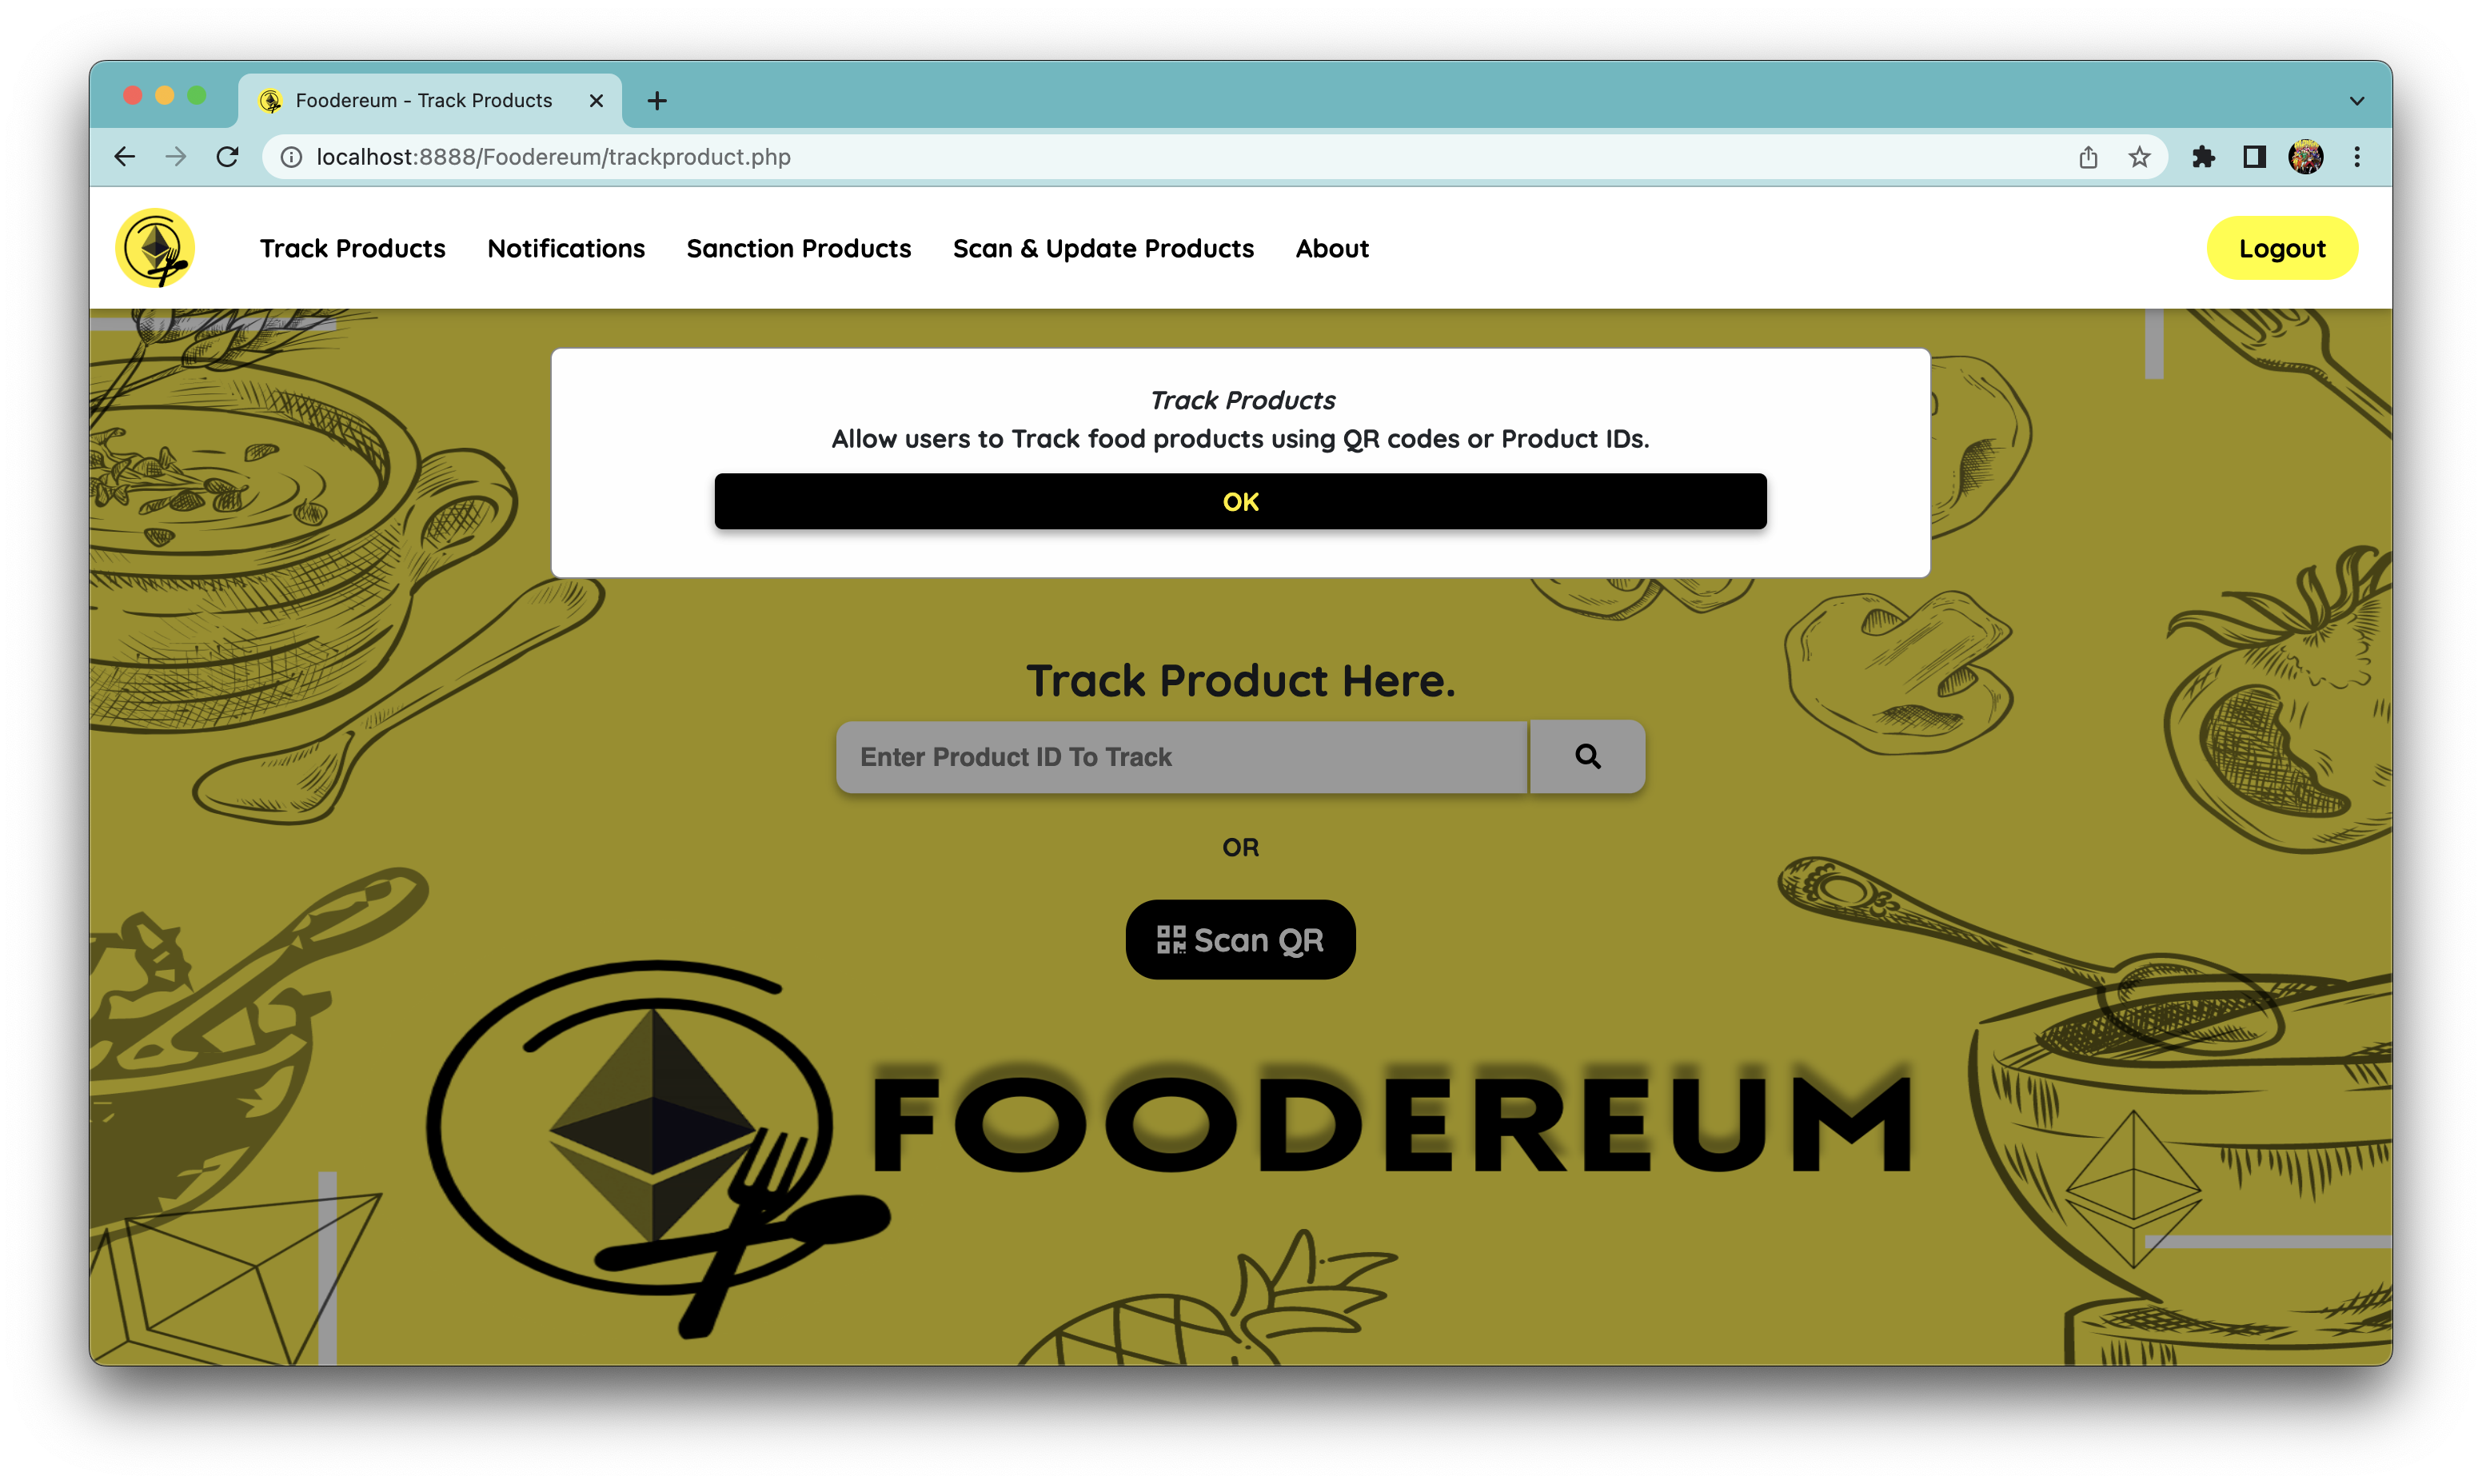 Foodereum - Track Products
localhost:8888/Foodereum/trackproduct.php
Track Products Notifications Sanction Products Scan & Update Products About Logout
Track Products
Allow users to Track food products using QR codes or Product IDs.
OK
Track Product Here.
Enter Product ID To Track
OR
Scan QR
FOODEREUM